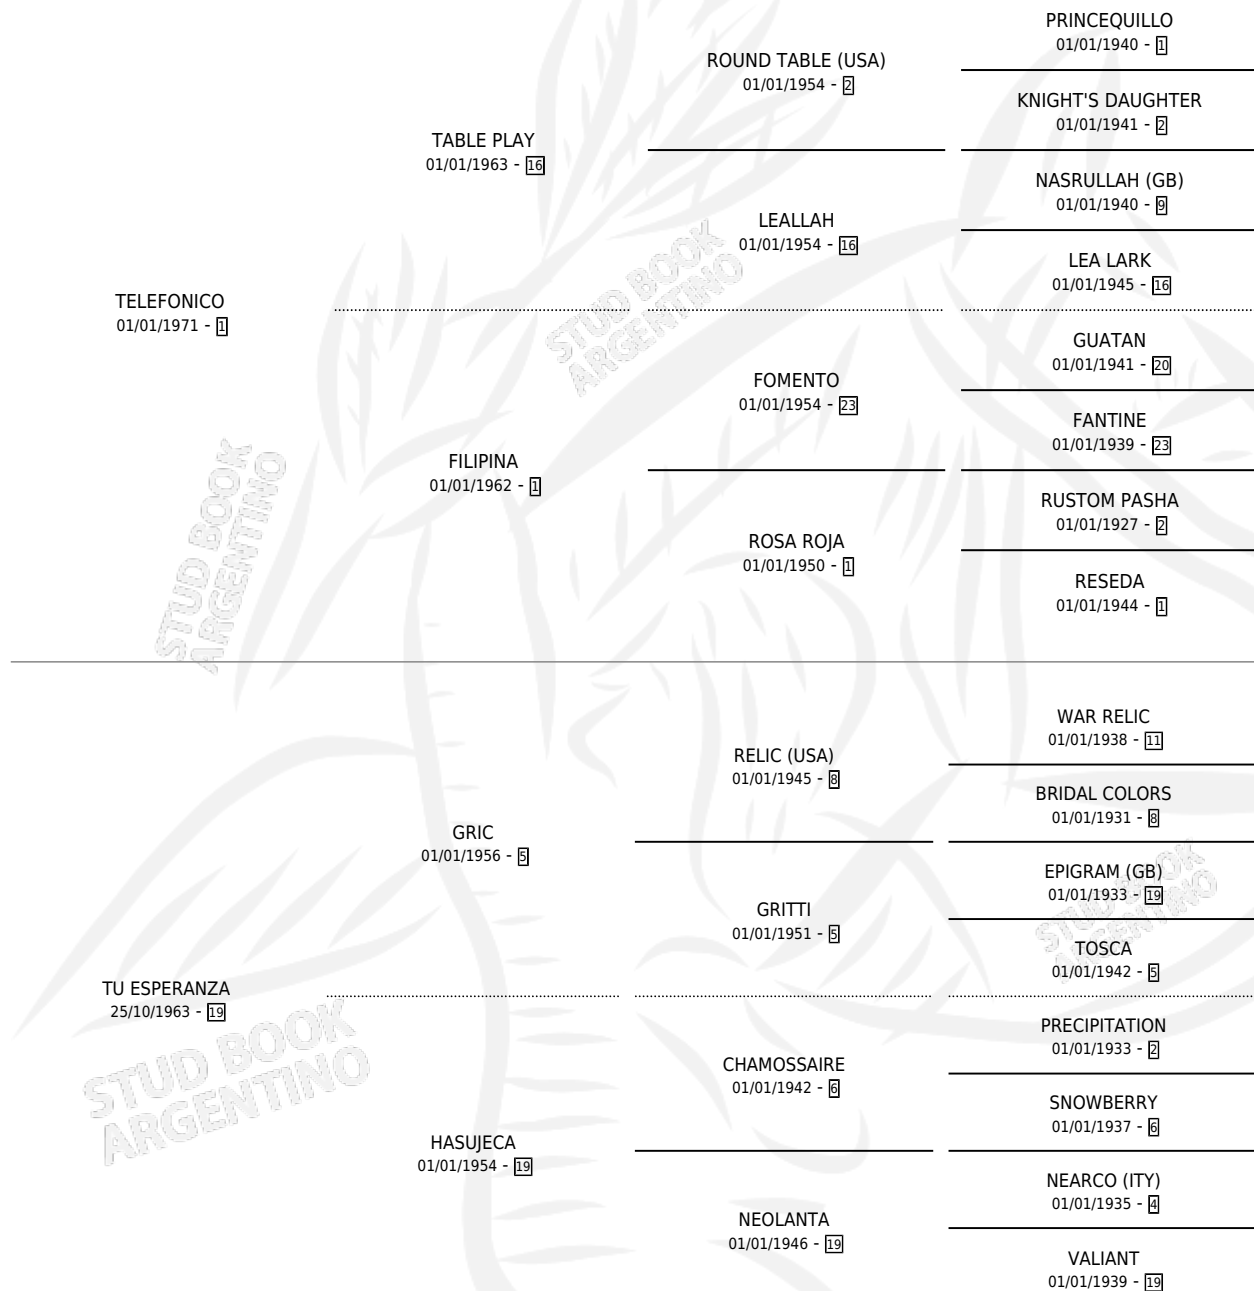 PRINCEQUILLO
01/01/1940 - 1
ROUND TABLE (USA)
01/01/1954 - 2
KNIGHT'S DAUGHTER
01/01/1941 - 2
TABLE PLAY
01/01/1963 - 16
NASRULLAH (GB)
01/01/1940 - 9
LEALLAH
01/01/1954 - 16
LEA LARK
01/01/1945 - 16
TELEFONICO
01/01/1971 - 1
GUATAN
01/01/1941 - 20
FOMENTO
01/01/1954 - 23
FANTINE
01/01/1939 - 23
FILIPINA
01/01/1962 - 1
RUSTOM PASHA
01/01/1927 - 2
ROSA ROJA
01/01/1950 - 1
RESEDA
01/01/1944 - 1
STUD BOOK
ARGENTINO
STUD BOOK
ARGENTINO
WAR RELIC
01/01/1938 - 11
RELIC (USA)
01/01/1945 - 8
BRIDAL COLORS
01/01/1931 - 8
GRIC
01/01/1956 - 5
EPIGRAM (GB)
01/01/1933 - 19
GRITTI
01/01/1951 - 5
TOSCA
01/01/1942 - 5
TU ESPERANZA
25/10/1963 - 19
PRECIPITATION
01/01/1933 - 2
CHAMOSSAIRE
01/01/1942 - 6
SNOWBERRY
01/01/1937 - 6
HASUJECA
01/01/1954 - 19
NEARCO (ITY)
01/01/1935 - 4
NEOLANTA
01/01/1946 - 19
VALIANT
01/01/1939 - 19
STUD BOOK
ARGENTINO
STUD BOOK
ARGENTINO